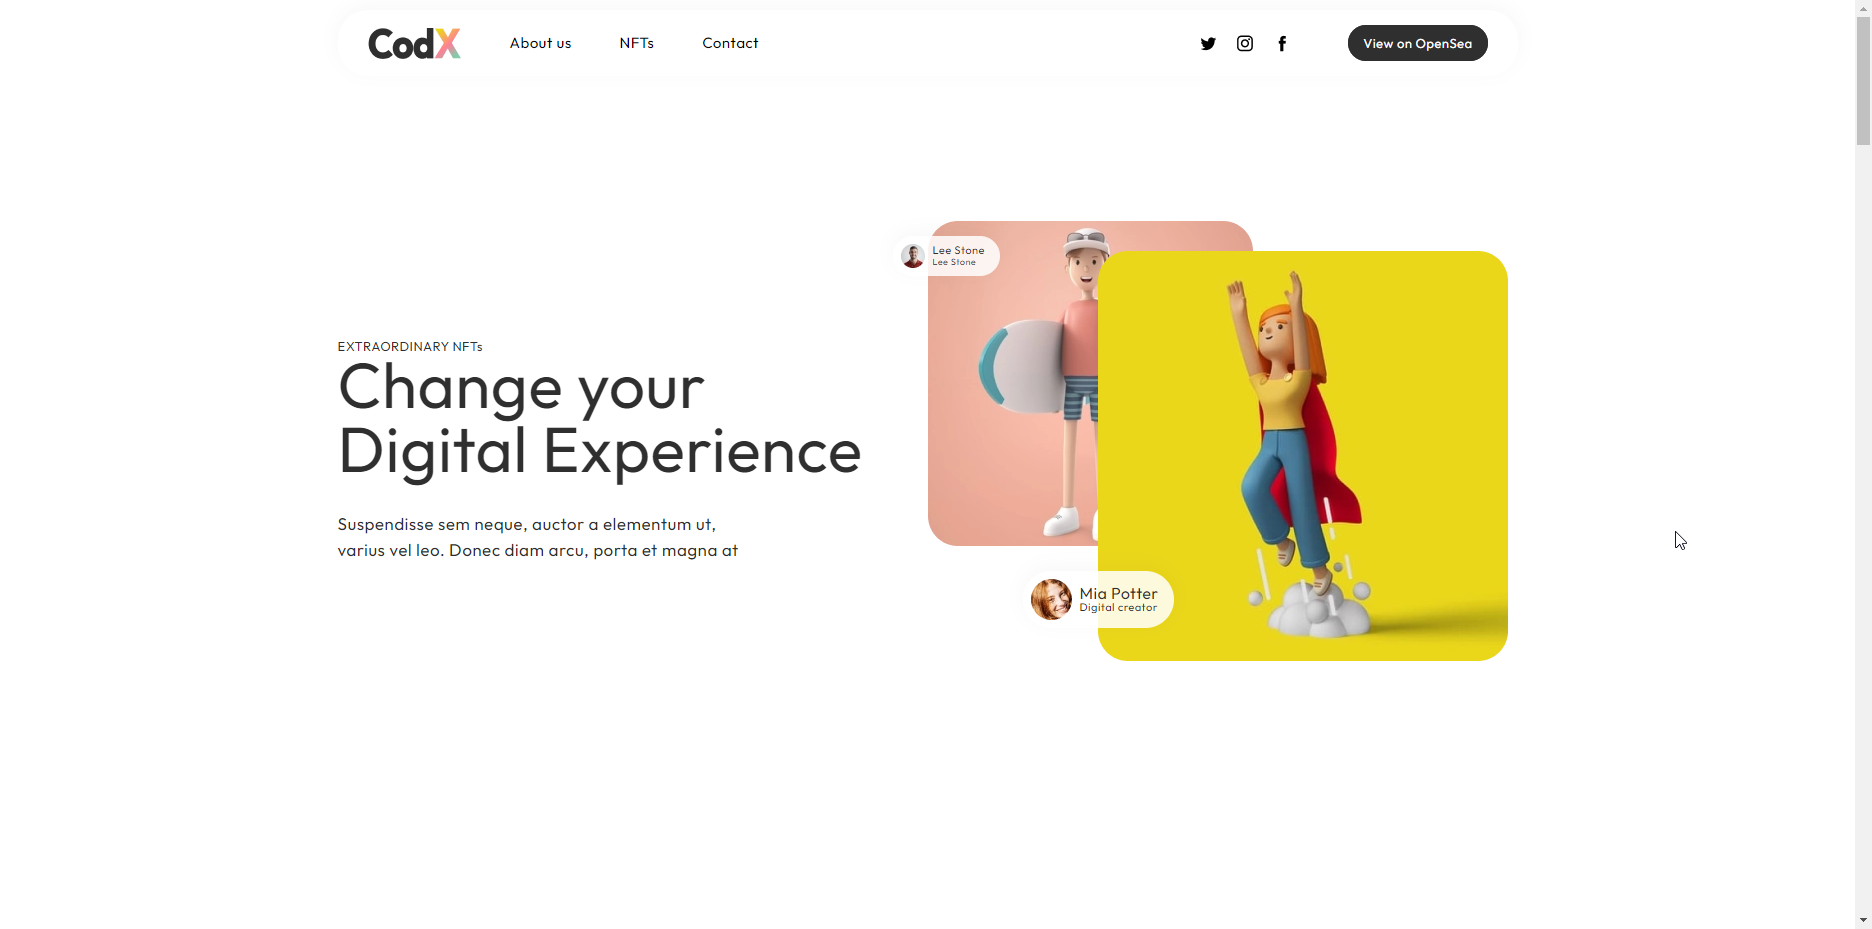 CodX
About us
NFTs
Contact
View on OpenSea
Lee Stone
Lee Stone
EXTRAORDINARY NFTs
Change your
Digital Experience
Suspendisse sem neque, auctor a elementum ut,
varius vel leo. Donec diam arcu, porta et magna at
Mia Potter
Digital creator